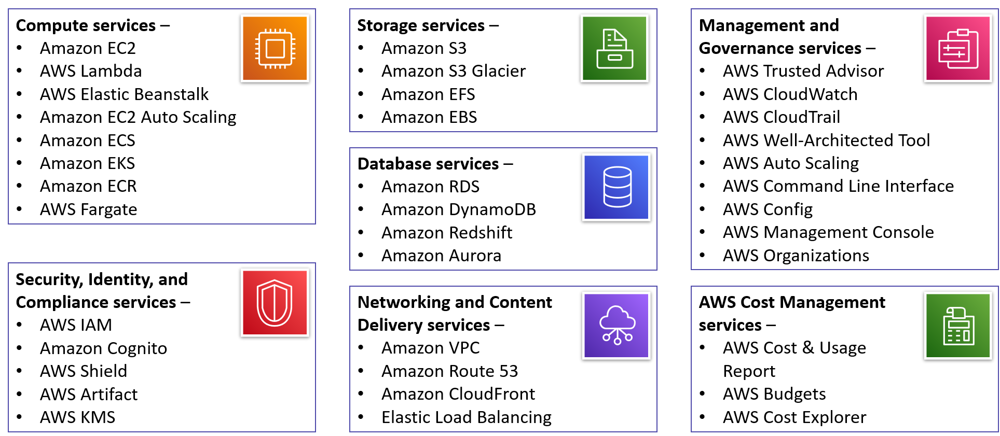 Compute services –
• Amazon EC2
• AWS Lambda
• AWS Elastic Beanstalk
• Amazon EC2 Auto Scaling
• Amazon ECS
• Amazon EKS
• Amazon ECR
• AWS Fargate
Security, Identity, and
Compliance services –
• AWS IAM
• Amazon Cognito
• AWS Shield
• AWS Artifact
• AWS KMS
Storage services –
• Amazon S3
• Amazon S3 Glacier
• Amazon EFS
• Amazon EBS
Database services –
• Amazon RDS
• Amazon DynamoDB
• Amazon Redshift
• Amazon Aurora
Networking and Content
Delivery services –
• Amazon VPC
• Amazon Route 53
• Amazon CloudFront
• Elastic Load Balancing
Management and
Governance services –
• AWS Trusted Advisor
• AWS CloudWatch
• AWS CloudTrail
• AWS Well-Architected Tool
• AWS Auto Scaling
• AWS Command Line Interface
• AWS Config
• AWS Management Console
• AWS Organizations
AWS Cost Management
services –
• AWS Cost & Usage
Report
• AWS Budgets
• AWS Cost Explorer